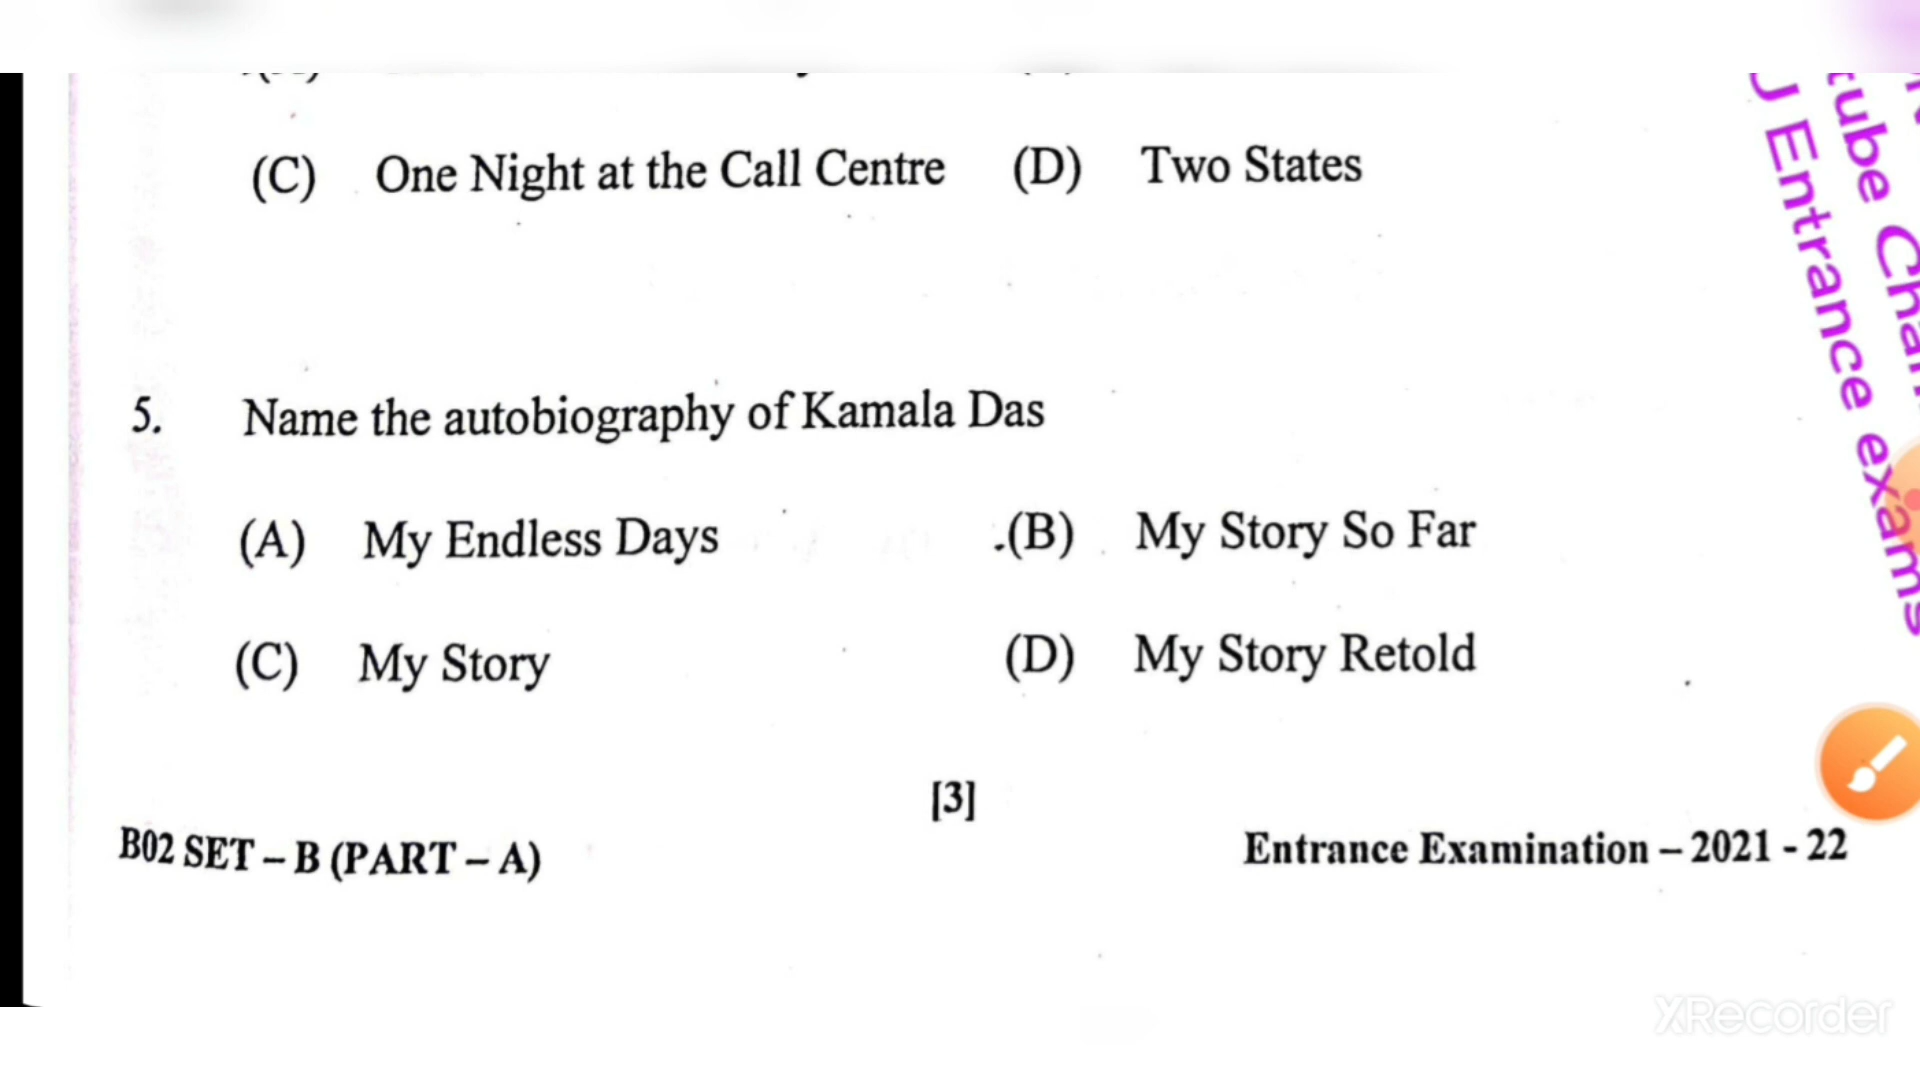 (C) One Night at the Call Centre (D) Two States
5. Name the autobiography of Kamala Das
(A) My Endless Days .(B) My Story So Far
(C) My Story (D) My Story Retold
[3]
B02 SET – B (PART – A) Entrance Examination – 2021 - 22
tube
J Entrance exams
XRecorder